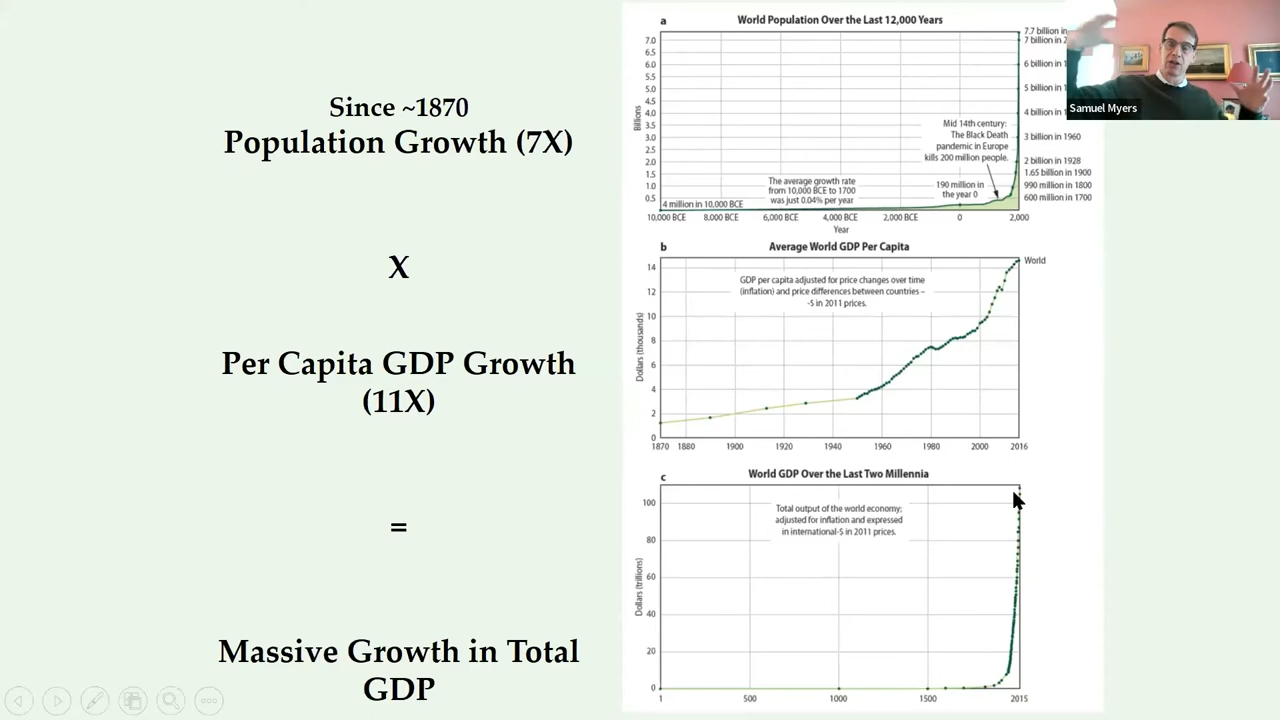 Since ~1870
Population Growth (7X)
X
Per Capita GDP Growth
(11X)
=
Massive Growth in Total
GDP
a
World Population Over the Last 12,000 Years
7.0
6.5
6.0
5.5
5.0
4.5
4.0
3.5
3.0
2.5
2.0
1.5
1.0
0.5
Billions
7.7 billion in
7 billion in 2
6 billion in 1
5 billion in 1
4 billion in 1
3 billion in 1960
2 billion in 1928
1.65 billion in 1900
990 million in 1800
600 million in 1700
Mid 14th century:
The Black Death
pandemic in Europe
kills 200 million people.
The average growth rate
from 10,000 BCE to 1700
was just 0.04% per year
190 million in
the year 0
4 million in 10,000 BCE
10,000 BCE 8,000 BCE 6,000 BCE 4,000 BCE 2,000 BCE 0 2,000
Year
b
Average World GDP Per Capita
World
GDP per capita adjusted for price changes over time
(inflation) and price differences between countries –
-$ in 2011 prices.
14
12
10
8
6
4
2
0
Dollars (thousands)
1870 1880 1900 1920 1940 1960 1980 2000 2016
c
World GDP Over the Last Two Millennia
Total output of the world economy;
adjusted for inflation and expressed
in international-$ in 2011 prices.
100
80
60
40
20
0
Dollars (trillions)
1 500 1000 1500 2015
Samuel Myers